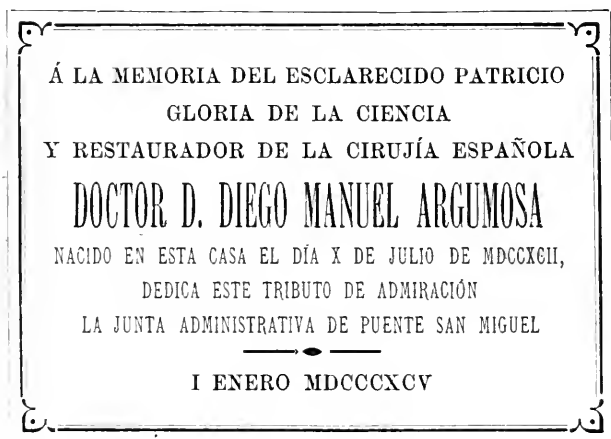 Á LA MEMORIA DEL ESCLARECIDO PATRICIO
GLORIA DE LA CIENCIA
Y RESTAURADOR DE LA CIRUJÍA ESPAÑOLA
DOCTOR D. DIEGO MANUEL ARGUMOSA
NACIDO EN ESTA CASA EL DÍA X DE JULIO DE MDCCXCII,
DEDICA ESTE TRIBUTO DE ADMIRACIÓN
LA JUNTA ADMINISTRATIVA DE PUENTE SAN MIGUEL
I ENERO MDCCCXCV